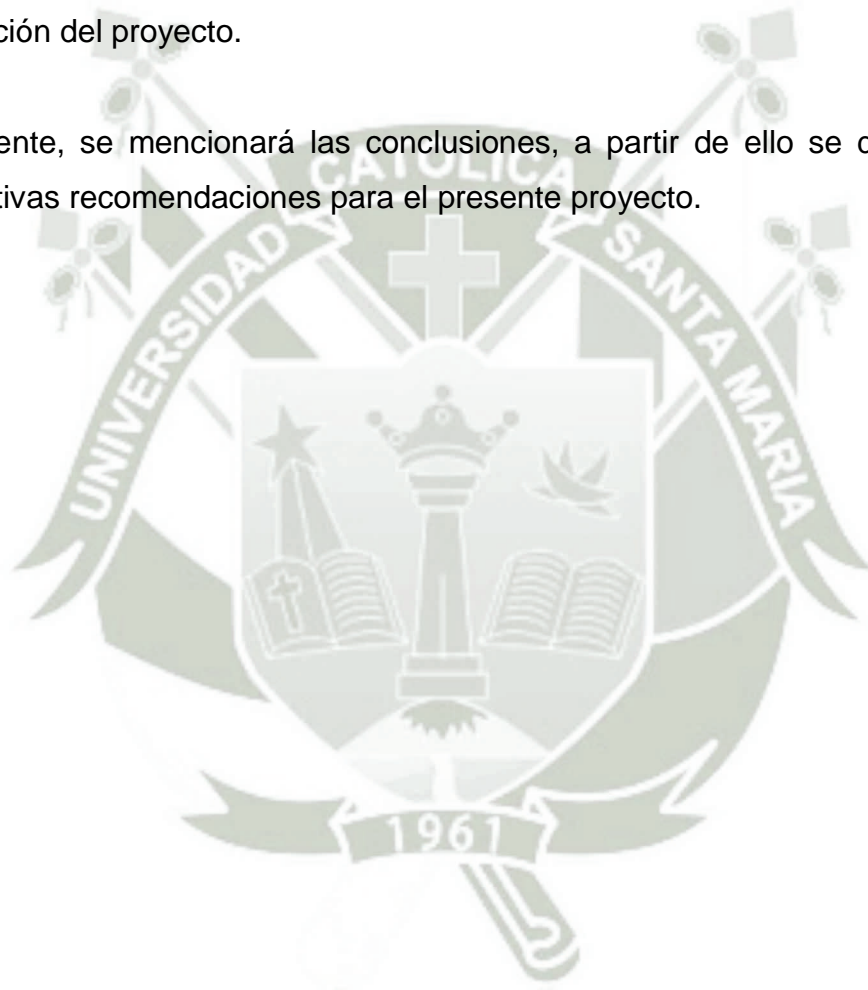 ción del proyecto.
ente, se mencionará las conclusiones, a partir de ello se
tivas recomendaciones para el presente proyecto.
UNIVERSIDAD CATOLICA SANTA MARIA
1961